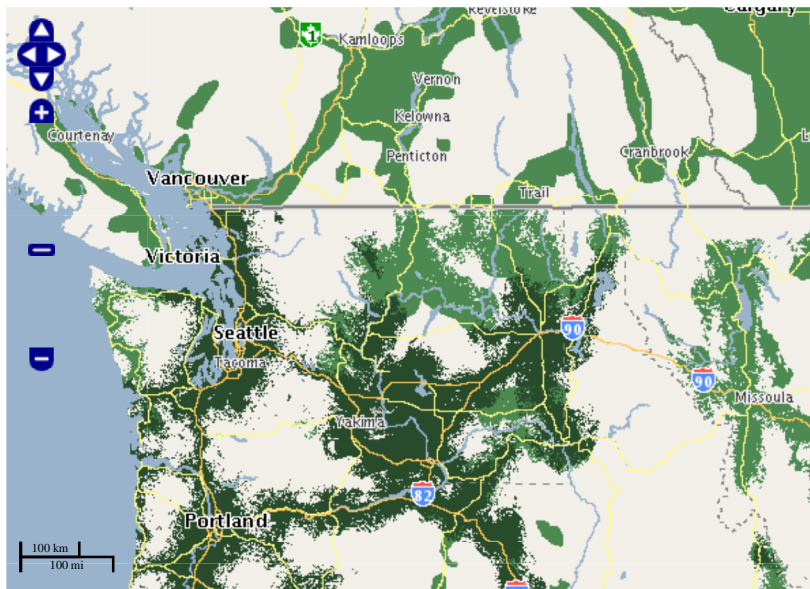 Calgary
Revelstoke
1
Kamloops
Vernon
Kelowna
Courtenay
Penticton
Cranbrook
Vancouver
Trail
Victoria
Seattle
90
Tacoma
90
Missoula
Yakima
82
Portland
100 km
100 mi